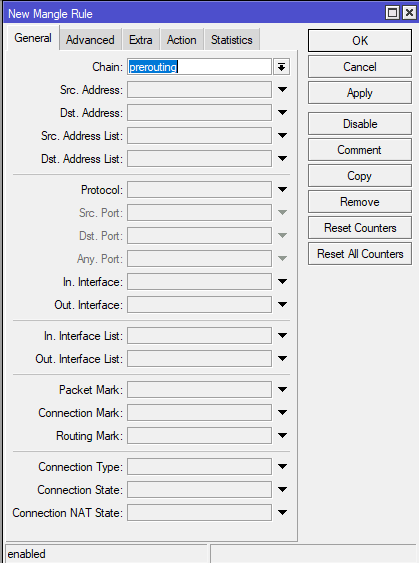 New Mangle Rule
General Advanced Extra Action Statistics
Chain: prerouting
Src. Address:
Dst. Address:
Src. Address List:
Dst. Address List:
Protocol:
Src. Port:
Dst. Port:
Any. Port:
In. Interface:
Out. Interface:
In. Interface List:
Out. Interface List:
Packet Mark:
Connection Mark:
Routing Mark:
Connection Type:
Connection State:
Connection NAT State:
OK
Cancel
Apply
Disable
Comment
Copy
Remove
Reset Counters
Reset All Counters
enabled